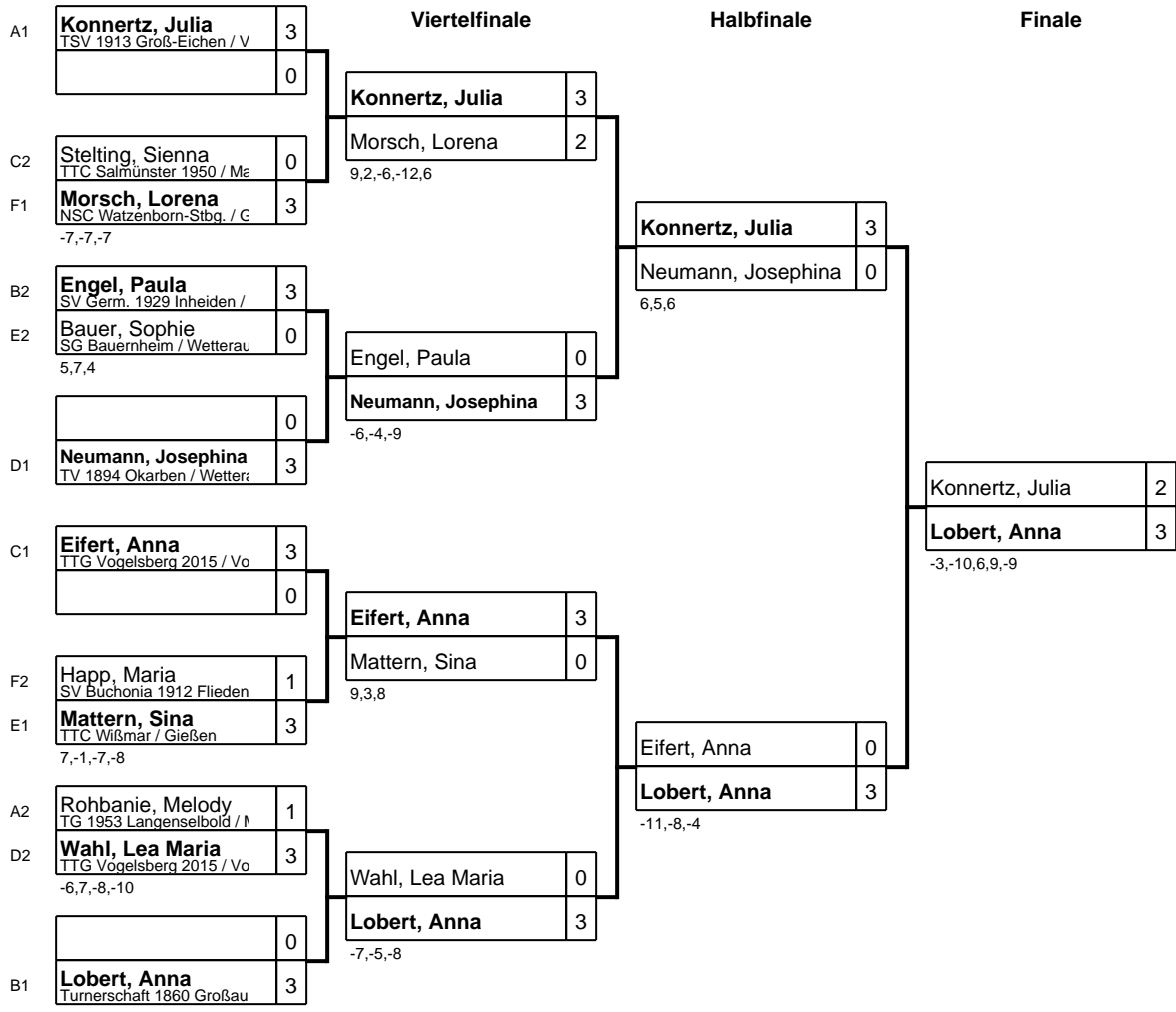 Viertelfinale
Halbfinale
Finale
A1
Konnertz, Julia
3
TSV 1913 Groß-Eichen / V
0
C2
Stelting, Sienna
0
TTC Salmünster 1950 / Ma
F1
Morsch, Lorena
3
NSC Watzenborn-Stbg. / G
-7,-7,-7
B2
Engel, Paula
3
SV Germ. 1929 Inheiden /
E2
Bauer, Sophie
0
SG Bauernheim / Wetterau
5,7,4
0
D1
Neumann, Josephina
3
TV 1894 Okarben / Wettera
C1
Eifert, Anna
3
TTG Vogelsberg 2015 / Vo
0
F2
Happ, Maria
1
SV Buchonia 1912 Flieden
E1
Mattern, Sina
3
TTC Wißmar / Gießen
7,-1,-7,-8
A2
Rohbanie, Melody
1
TG 1953 Langenselbold / M
D2
Wahl, Lea Maria
3
TTG Vogelsberg 2015 / Vo
-6,7,-8,-10
0
B1
Lobert, Anna
3
Turnerschaft 1860 Großau
Konnertz, Julia
3
Morsch, Lorena
2
9,2,-6,-12,6
Engel, Paula
0
Neumann, Josephina
3
-6,-4,-9
Eifert, Anna
3
Mattern, Sina
0
9,3,8
Wahl, Lea Maria
0
Lobert, Anna
3
-7,-5,-8
Konnertz, Julia
3
Neumann, Josephina
0
6,5,6
Eifert, Anna
0
Lobert, Anna
3
-11,-8,-4
Konnertz, Julia
2
Lobert, Anna
3
-3,-10,6,9,-9